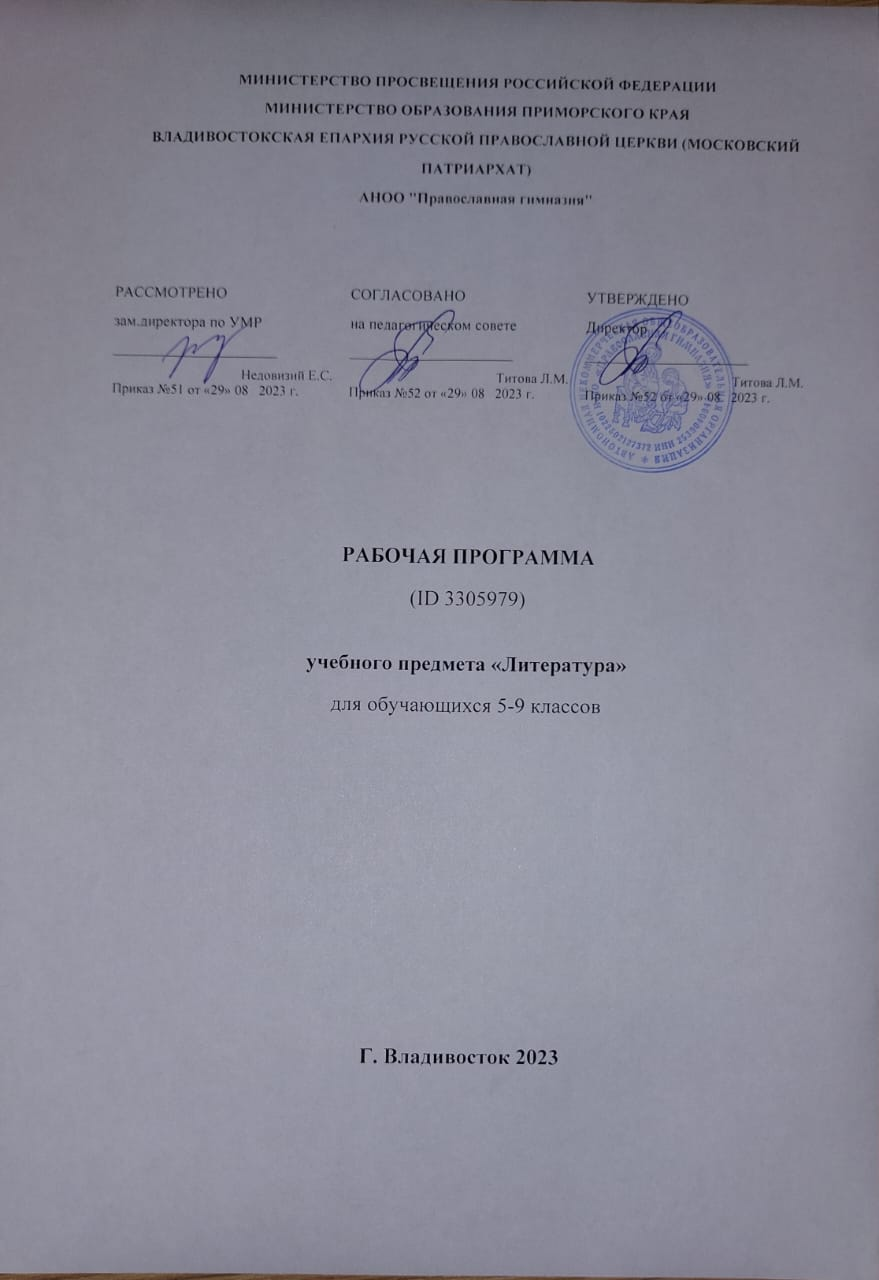 МИНИСТЕРСТВО ПРОСВЕЩЕНИЯ РОССИЙСКОЙ ФЕДЕРАЦИИ
МИНИСТЕРСТВО ОБРАЗОВАНИЯ ПРИМОРСКОГО КРАЯ
ВЛАДИВОСТОКСКАЯ ЕПАРХИЯ РУССКОЙ ПРАВОСЛАВНОЙ ЦЕРКВИ (МОСКОВСКИЙ
ПАТРИАРХАТ)
АНОО "Православная гимназия"
РАССМОТРЕНО
зам.директора по УМР
Недовизий Е.С.
Приказ №51 от «29» 08 2023 г.
СОГЛАСОВАНО
на педагогическом совете
Титова Л.М.
Приказ №52 от «29» 08 2023 г.
УТВЕРЖДЕНО
Директор
Титова Л.М.
Приказ №52 от «29» 08 2023 г.
РАБОЧАЯ ПРОГРАММА
(ID 3305979)
учебного предмета «Литература»
для обучающихся 5-9 классов
Г. Владивосток 2023